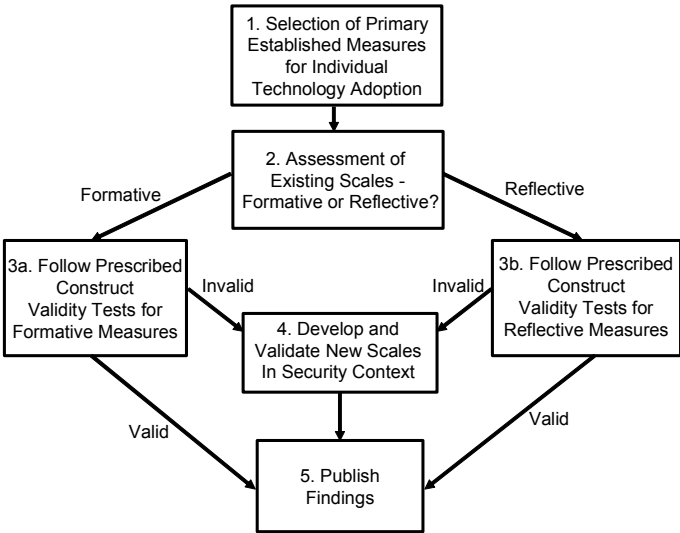 1. Selection of Primary
Established Measures
for Individual
Technology Adoption
2. Assessment of
Existing Scales -
Formative or Reflective?
Formative
Reflective
3a. Follow Prescribed
Construct
Validity Tests for
Formative Measures
Invalid
Invalid
3b. Follow Prescribed
Construct
Validity Tests for
Reflective Measures
4. Develop and
Validate New Scales
In Security Context
Valid
Valid
5. Publish
Findings